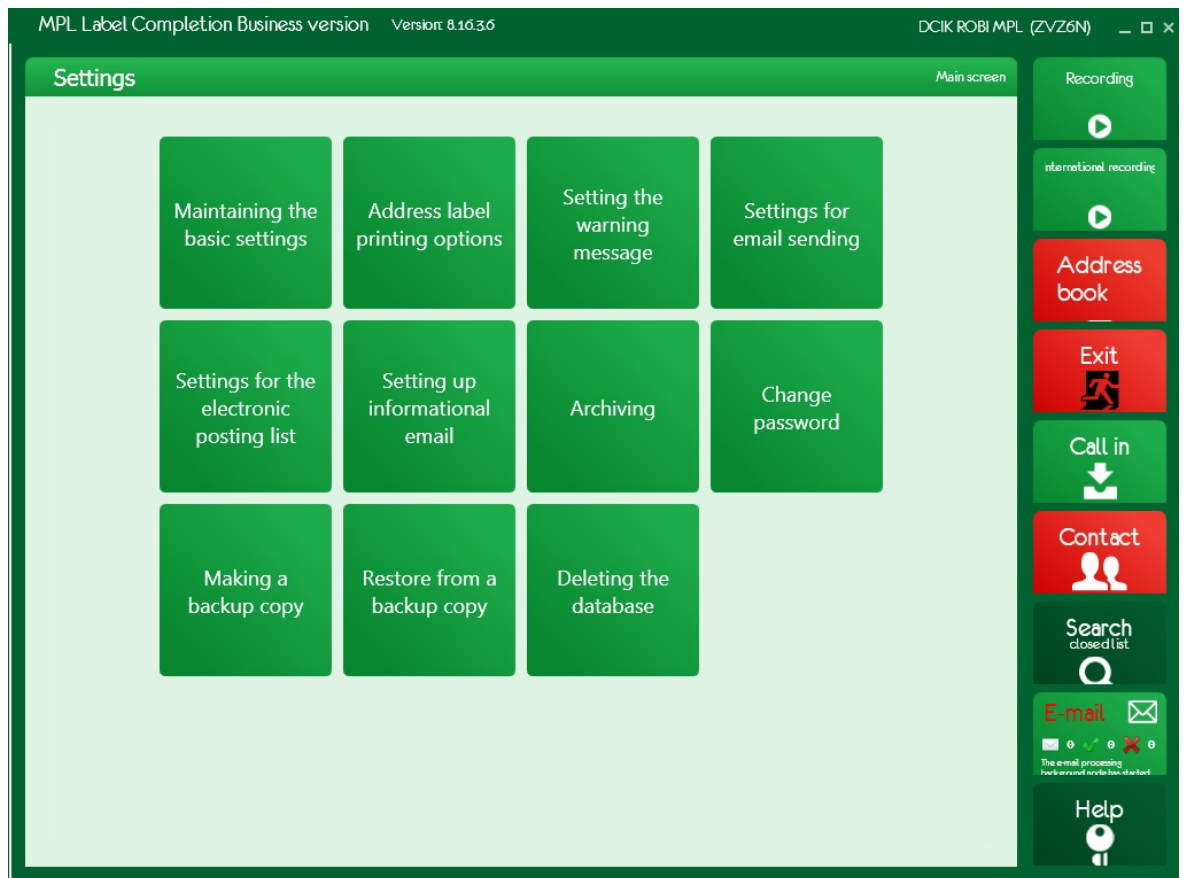 MPL Label Completion Business version Version: 8.16.3.6 DCIK ROBI MPL (ZVZ6N)
Settings Main screen
Maintaining the
basic settings
Address label
printing options
Setting the
warning
message
Settings for
email sending
Settings for the
electronic
posting list
Setting up
informational
email
Archiving
Change
password
Making a
backup copy
Restore from a
backup copy
Deleting the
database
Recording
nternational recording
Address
book
Exit
Call in
Contact
Search
closed list
E-mail
0 0 0
The e-mail processing
background node has started
Help